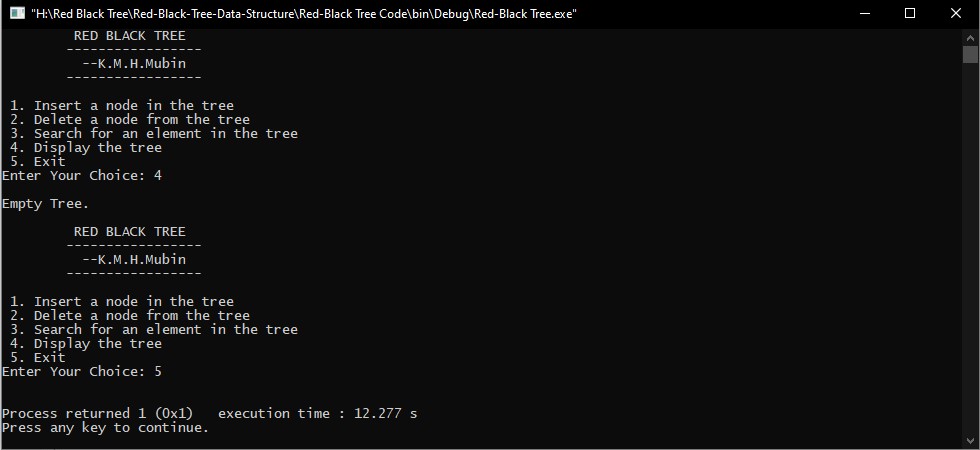 "H:\Red Black Tree\Red-Black-Tree-Data-Structure\Red-Black Tree Code\bin\Debug\Red-Black Tree.exe"
RED BLACK TREE
-----------------
--K.M.H.Mubin
-----------------
1. Insert a node in the tree
2. Delete a node from the tree
3. Search for an element in the tree
4. Display the tree
5. Exit
Enter Your Choice: 4
Empty Tree.
RED BLACK TREE
-----------------
--K.M.H.Mubin
-----------------
1. Insert a node in the tree
2. Delete a node from the tree
3. Search for an element in the tree
4. Display the tree
5. Exit
Enter Your Choice: 5
Process returned 1 (0x1)   execution time : 12.277 s
Press any key to continue.